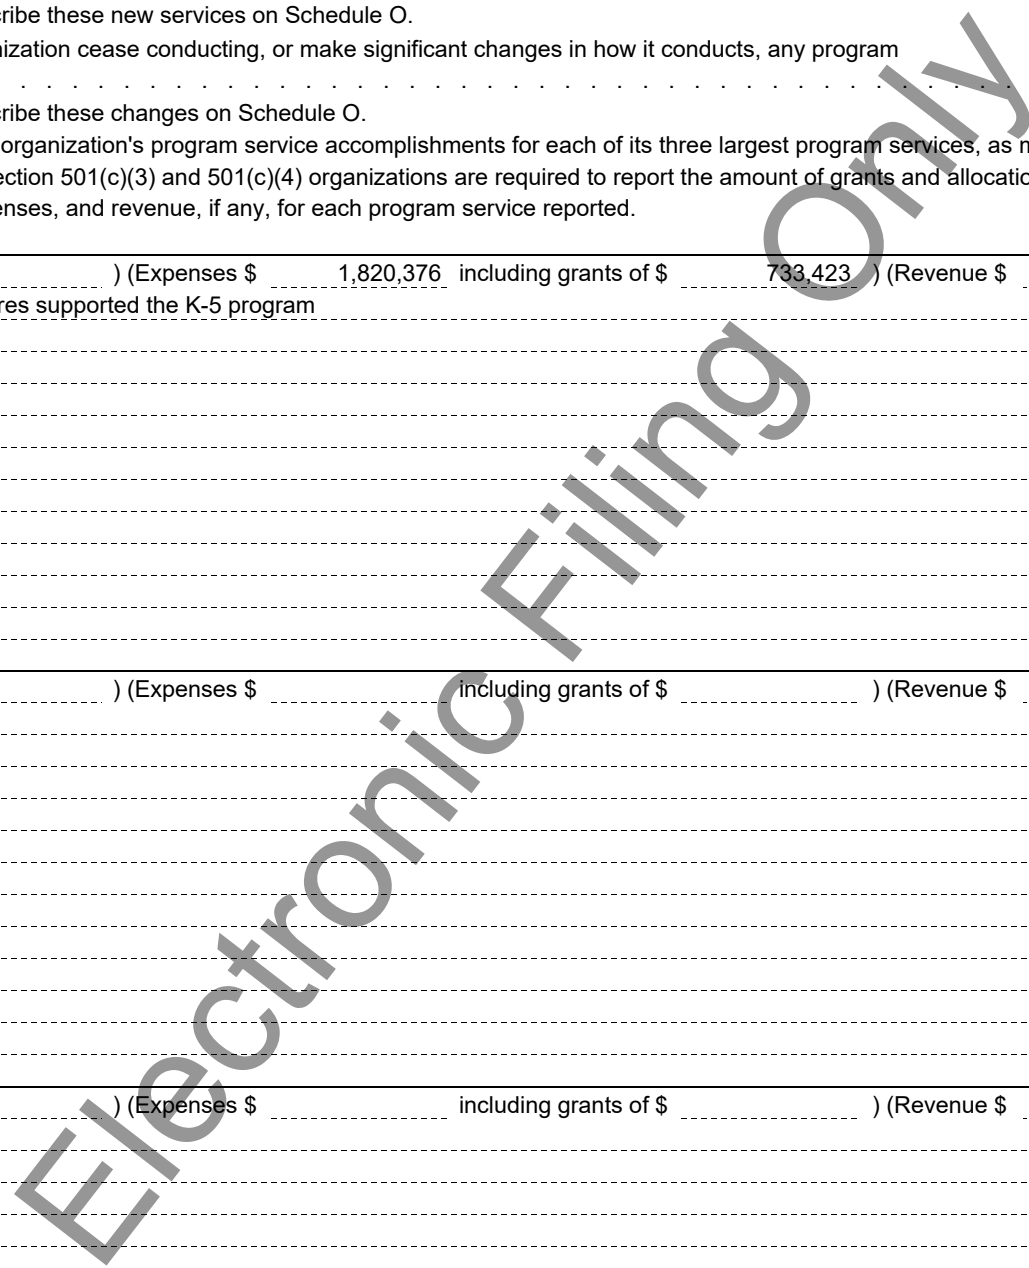 ribe these new services on Schedule O.
nization cease conducting, or make significant changes in how it conducts, any program
. . . . . . . . . . . . . . . . . . . . . . . . . . . . . . . . . . . . . . .
ribe these changes on Schedule O.
organization's program service accomplishments for each of its three largest program services, as m
ection 501(c)(3) and 501(c)(4) organizations are required to report the amount of grants and allocatio
enses, and revenue, if any, for each program service reported.
) (Expenses $ 1,820,376 including grants of $ 733,423 ) (Revenue $
res supported the K-5 program
) (Expenses $ including grants of $ ) (Revenue $
) (Expenses $ including grants of $ ) (Revenue $
Electronic Filing Only